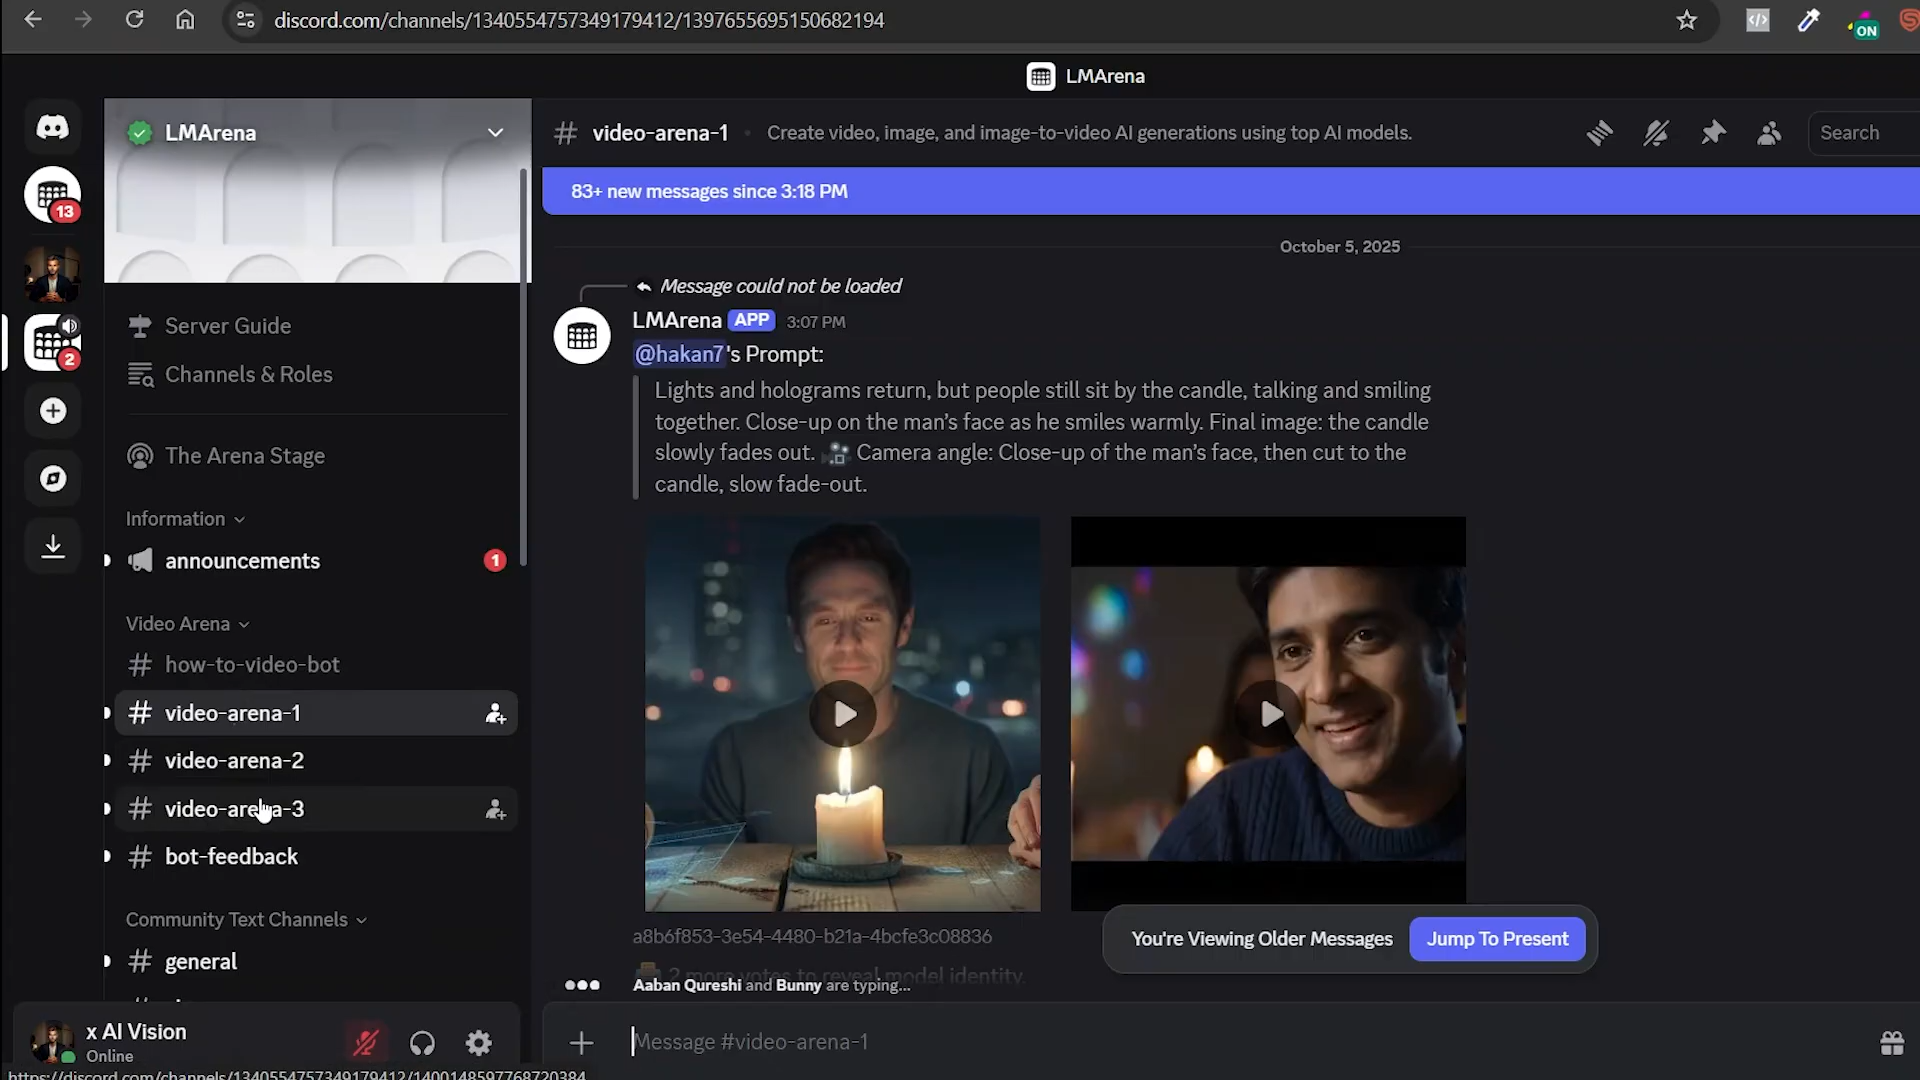 discord.com/channels/1340554757349179412/1397655695150682194
ON
LMArena
LMArena
13
2
Server Guide
Channels & Roles
The Arena Stage
Information
announcements
1
Video Arena
how-to-video-bot
video-arena-1
video-arena-2
video-arena-3
bot-feedback
Community Text Channels
general
x AI Vision
Online
https://discord.com/channels/1340554757349179412/1400148597768720384
video-arena-1 • Create video, image, and image-to-video AI generations using top AI models.
Search
83+ new messages since 3:18 PM
October 5, 2025
Message could not be loaded
LMArena APP 3:07 PM
@hakan7's Prompt:
Lights and holograms return, but people still sit by the candle, talking and smiling
together. Close-up on the man's face as he smiles warmly. Final image: the candle
slowly fades out. 🎥 Camera angle: Close-up of the man's face, then cut to the
candle, slow fade-out.
a8b6f853-3e54-4480-b21a-4bcfe3c08836
2 more votes to reveal model identity.
You're Viewing Older Messages
Jump To Present
Aaban Qureshi and Bunny are typing...
Message #video-arena-1